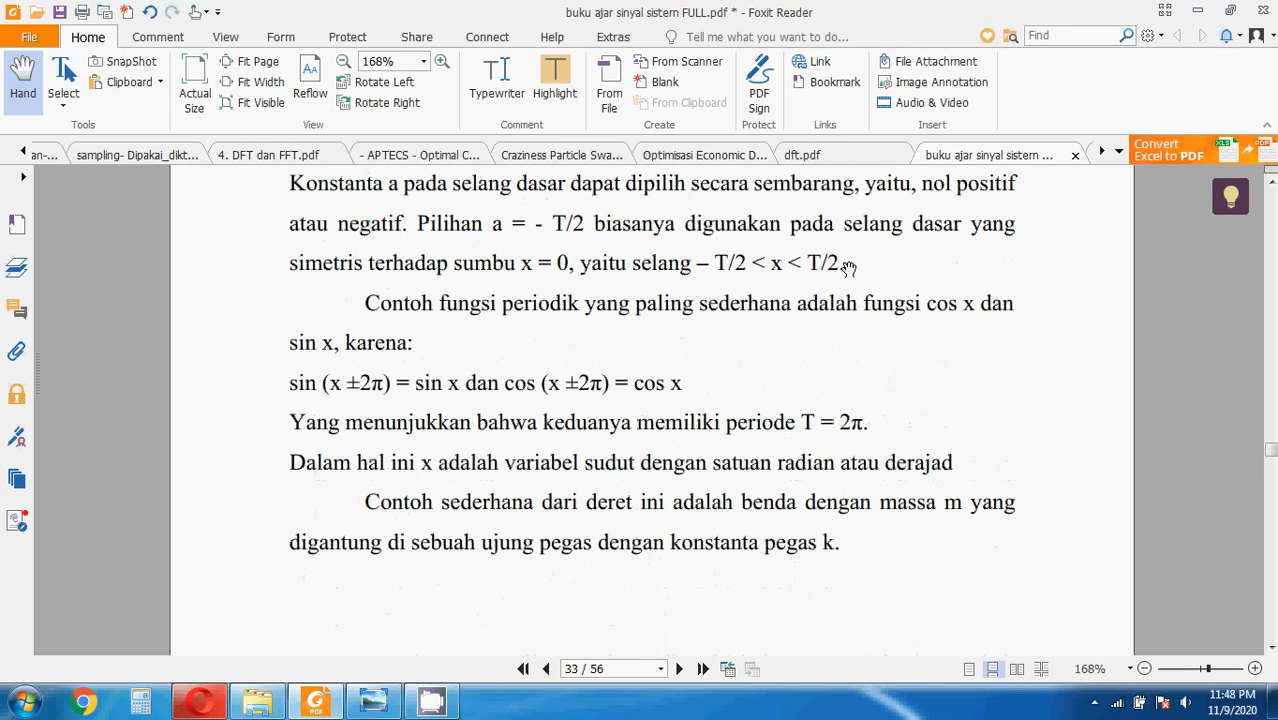 buku ajar sinyal sistem FULL.pdf * - Foxit Reader
File Home Comment View Form Protect Share Connect Help Extras Tell me what you want to do... Find
Hand Select SnapShot Clipboard Actual Size Fit Page Fit Width Fit Visible Reflow 168% Rotate Left Rotate Right Typewriter Highlight From File From Scanner Blank From Clipboard PDF Sign Link Bookmark File Attachment Image Annotation Audio & Video
Tools View Comment Create Protect Links Insert
an-... sampling- Dipakai_dikt... 4. DFT dan FFT.pdf - APTECS - Optimal C... Craziness Particle Swa... Optimisasi Economic D... dft.pdf buku ajar sinyal sistem ... Convert Excel to PDF
Konstanta a pada selang dasar dapat dipilih secara sembarang, yaitu, nol positif
atau negatif. Pilihan a = - T/2 biasanya digunakan pada selang dasar yang
simetris terhadap sumbu x = 0, yaitu selang – T/2 < x < T/2
Contoh fungsi periodik yang paling sederhana adalah fungsi cos x dan
sin x, karena:
sin (x ±2π) = sin x dan cos (x ±2π) = cos x
Yang menunjukkan bahwa keduanya memiliki periode T = 2π.
Dalam hal ini x adalah variabel sudut dengan satuan radian atau derajad
Contoh sederhana dari deret ini adalah benda dengan massa m yang
digantung di sebuah ujung pegas dengan konstanta pegas k.
33 / 56 168%
11:48 PM
11/9/2020